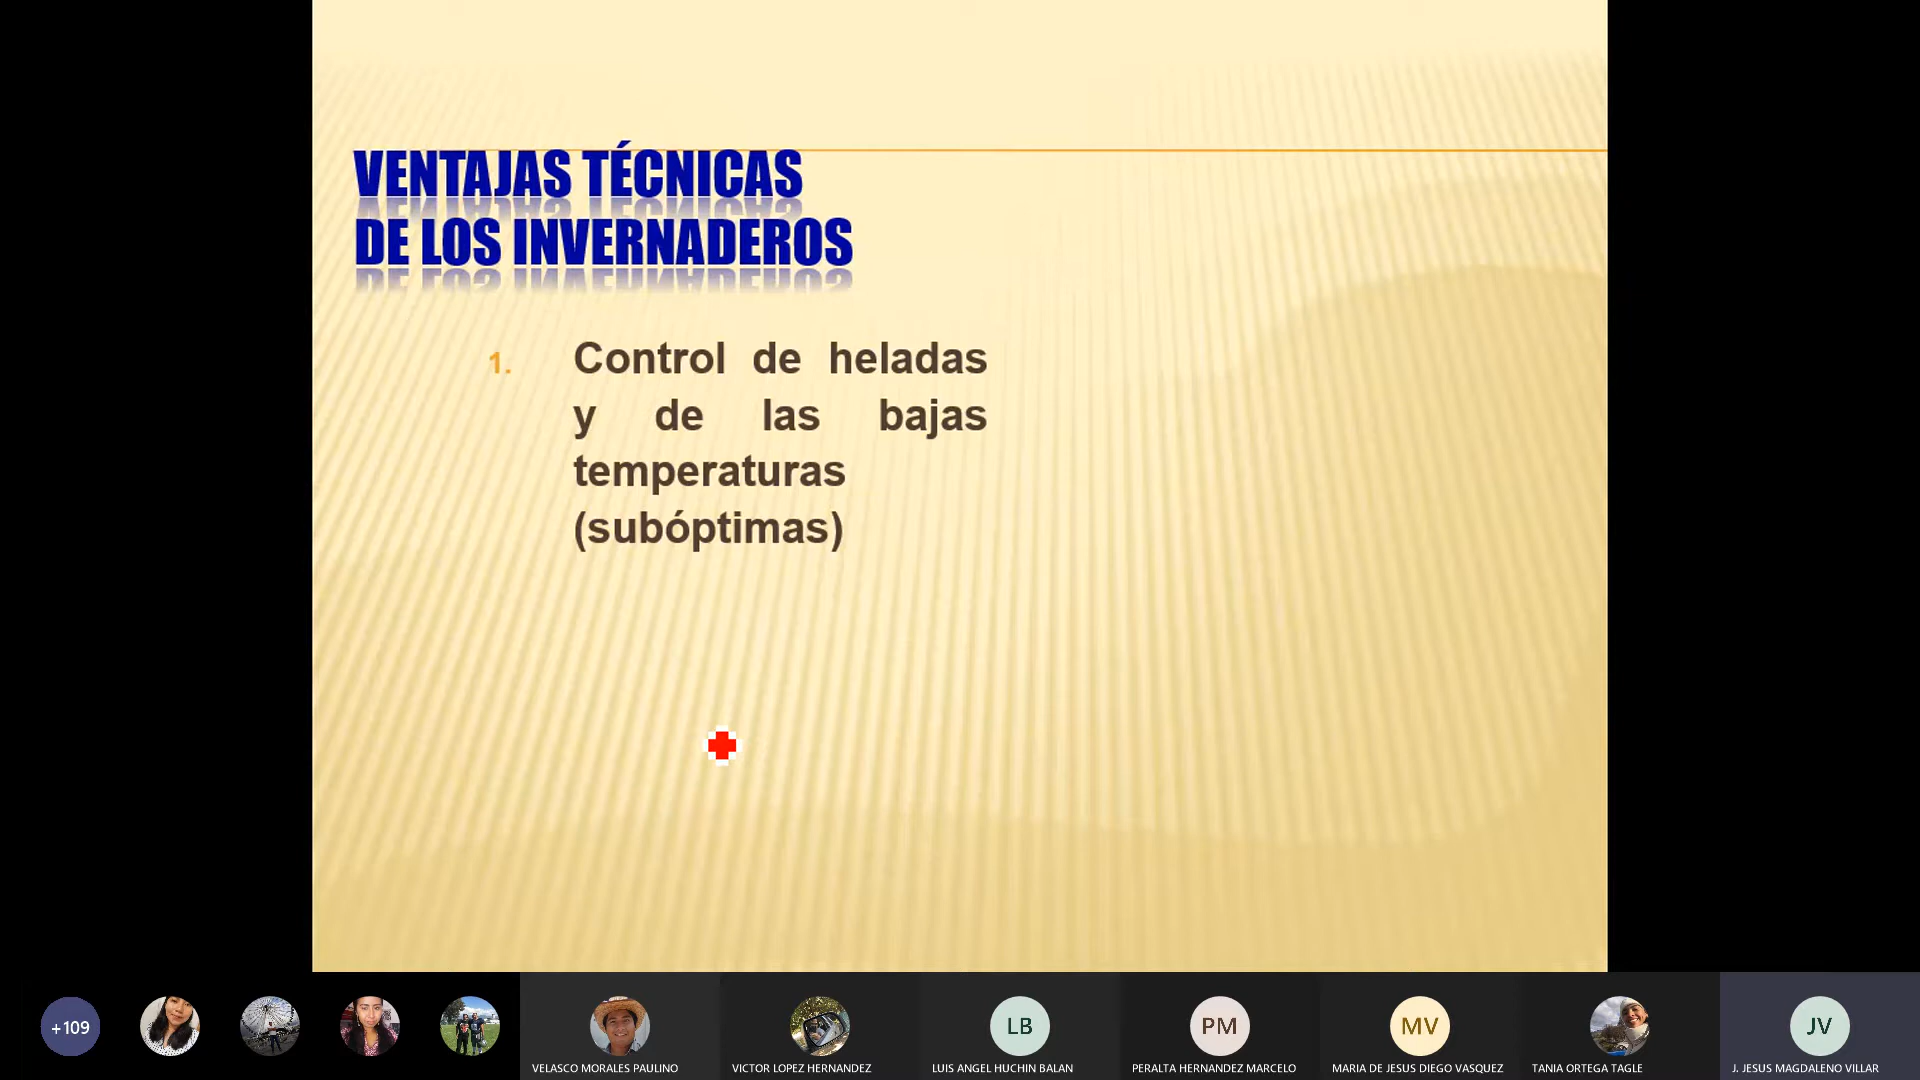 VENTAJAS TÉCNICAS
DE LOS INVERNADEROS
1. Control de heladas
y de las bajas
temperaturas
(subóptimas)
+109
LB
PM
MV
JV
VELASCO MORALES PAULINO
VICTOR LOPEZ HERNANDEZ
LUIS ANGEL HUCHIN BALAN
PERALTA HERNANDEZ MARCELO
MARIA DE JESUS DIEGO VASQUEZ
TANIA ORTEGA TAGLE
J. JESUS MAGDALENO VILLAR